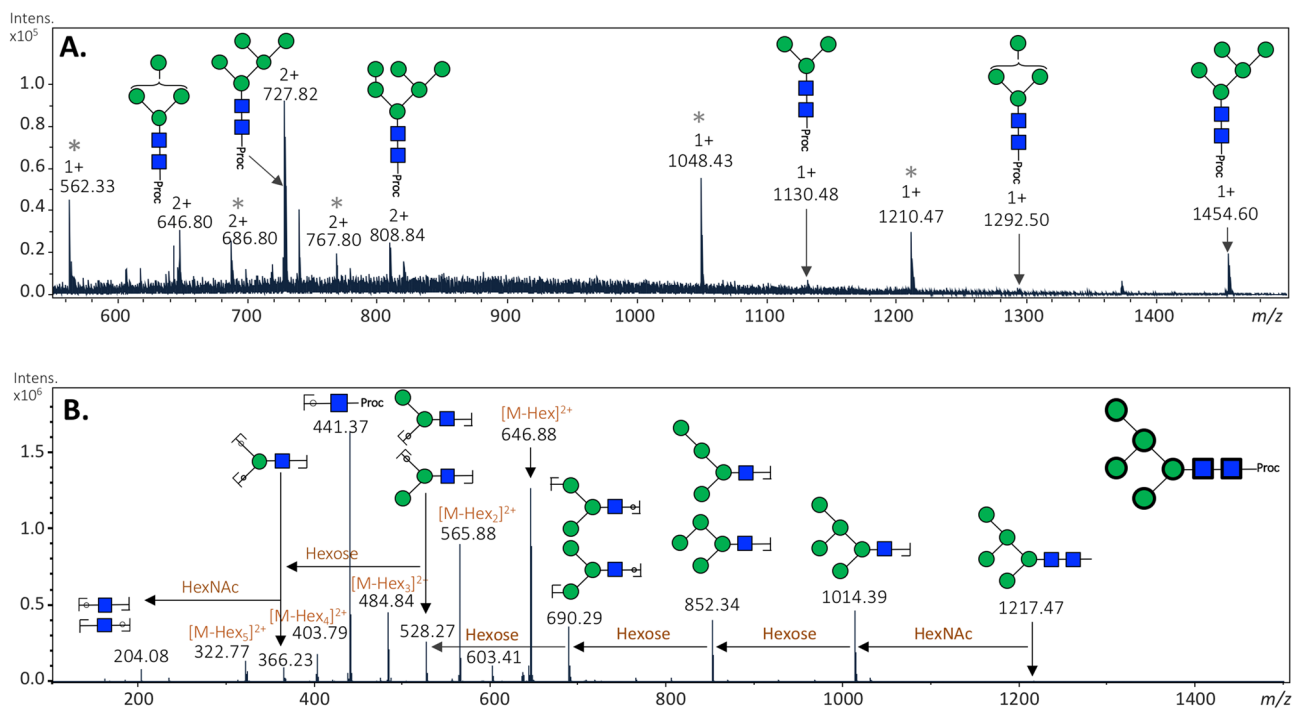 Intens.
x10⁵
A.
1.0
0.8
0.6
0.4
0.2
0.0
*
1+
562.33
Proc
2+
646.80
*
2+
686.80
Proc
2+
727.82
*
2+
767.80
Proc
2+
808.84
*
1+
1048.43
Proc
1+
1130.48
*
1+
1210.47
Proc
1+
1292.50
Proc
1+
1454.60
600 700 800 900 1000 1100 1200 1300 1400 m/z
Intens.
x10⁶
B.
1.5
1.0
0.5
0.0
Proc
441.37
[M-Hex]²⁺
646.88
[M-Hex₂]²⁺
565.88
Hexose
HexNAc
[M-Hex₃]²⁺
484.84
[M-Hex₄]²⁺
403.79
[M-Hex₅]²⁺
322.77
204.08
366.23
528.27
603.41
690.29
852.34
1014.39
1217.47
Hexose
Hexose
Hexose
HexNAc
Proc
200 400 600 800 1000 1200 1400 m/z